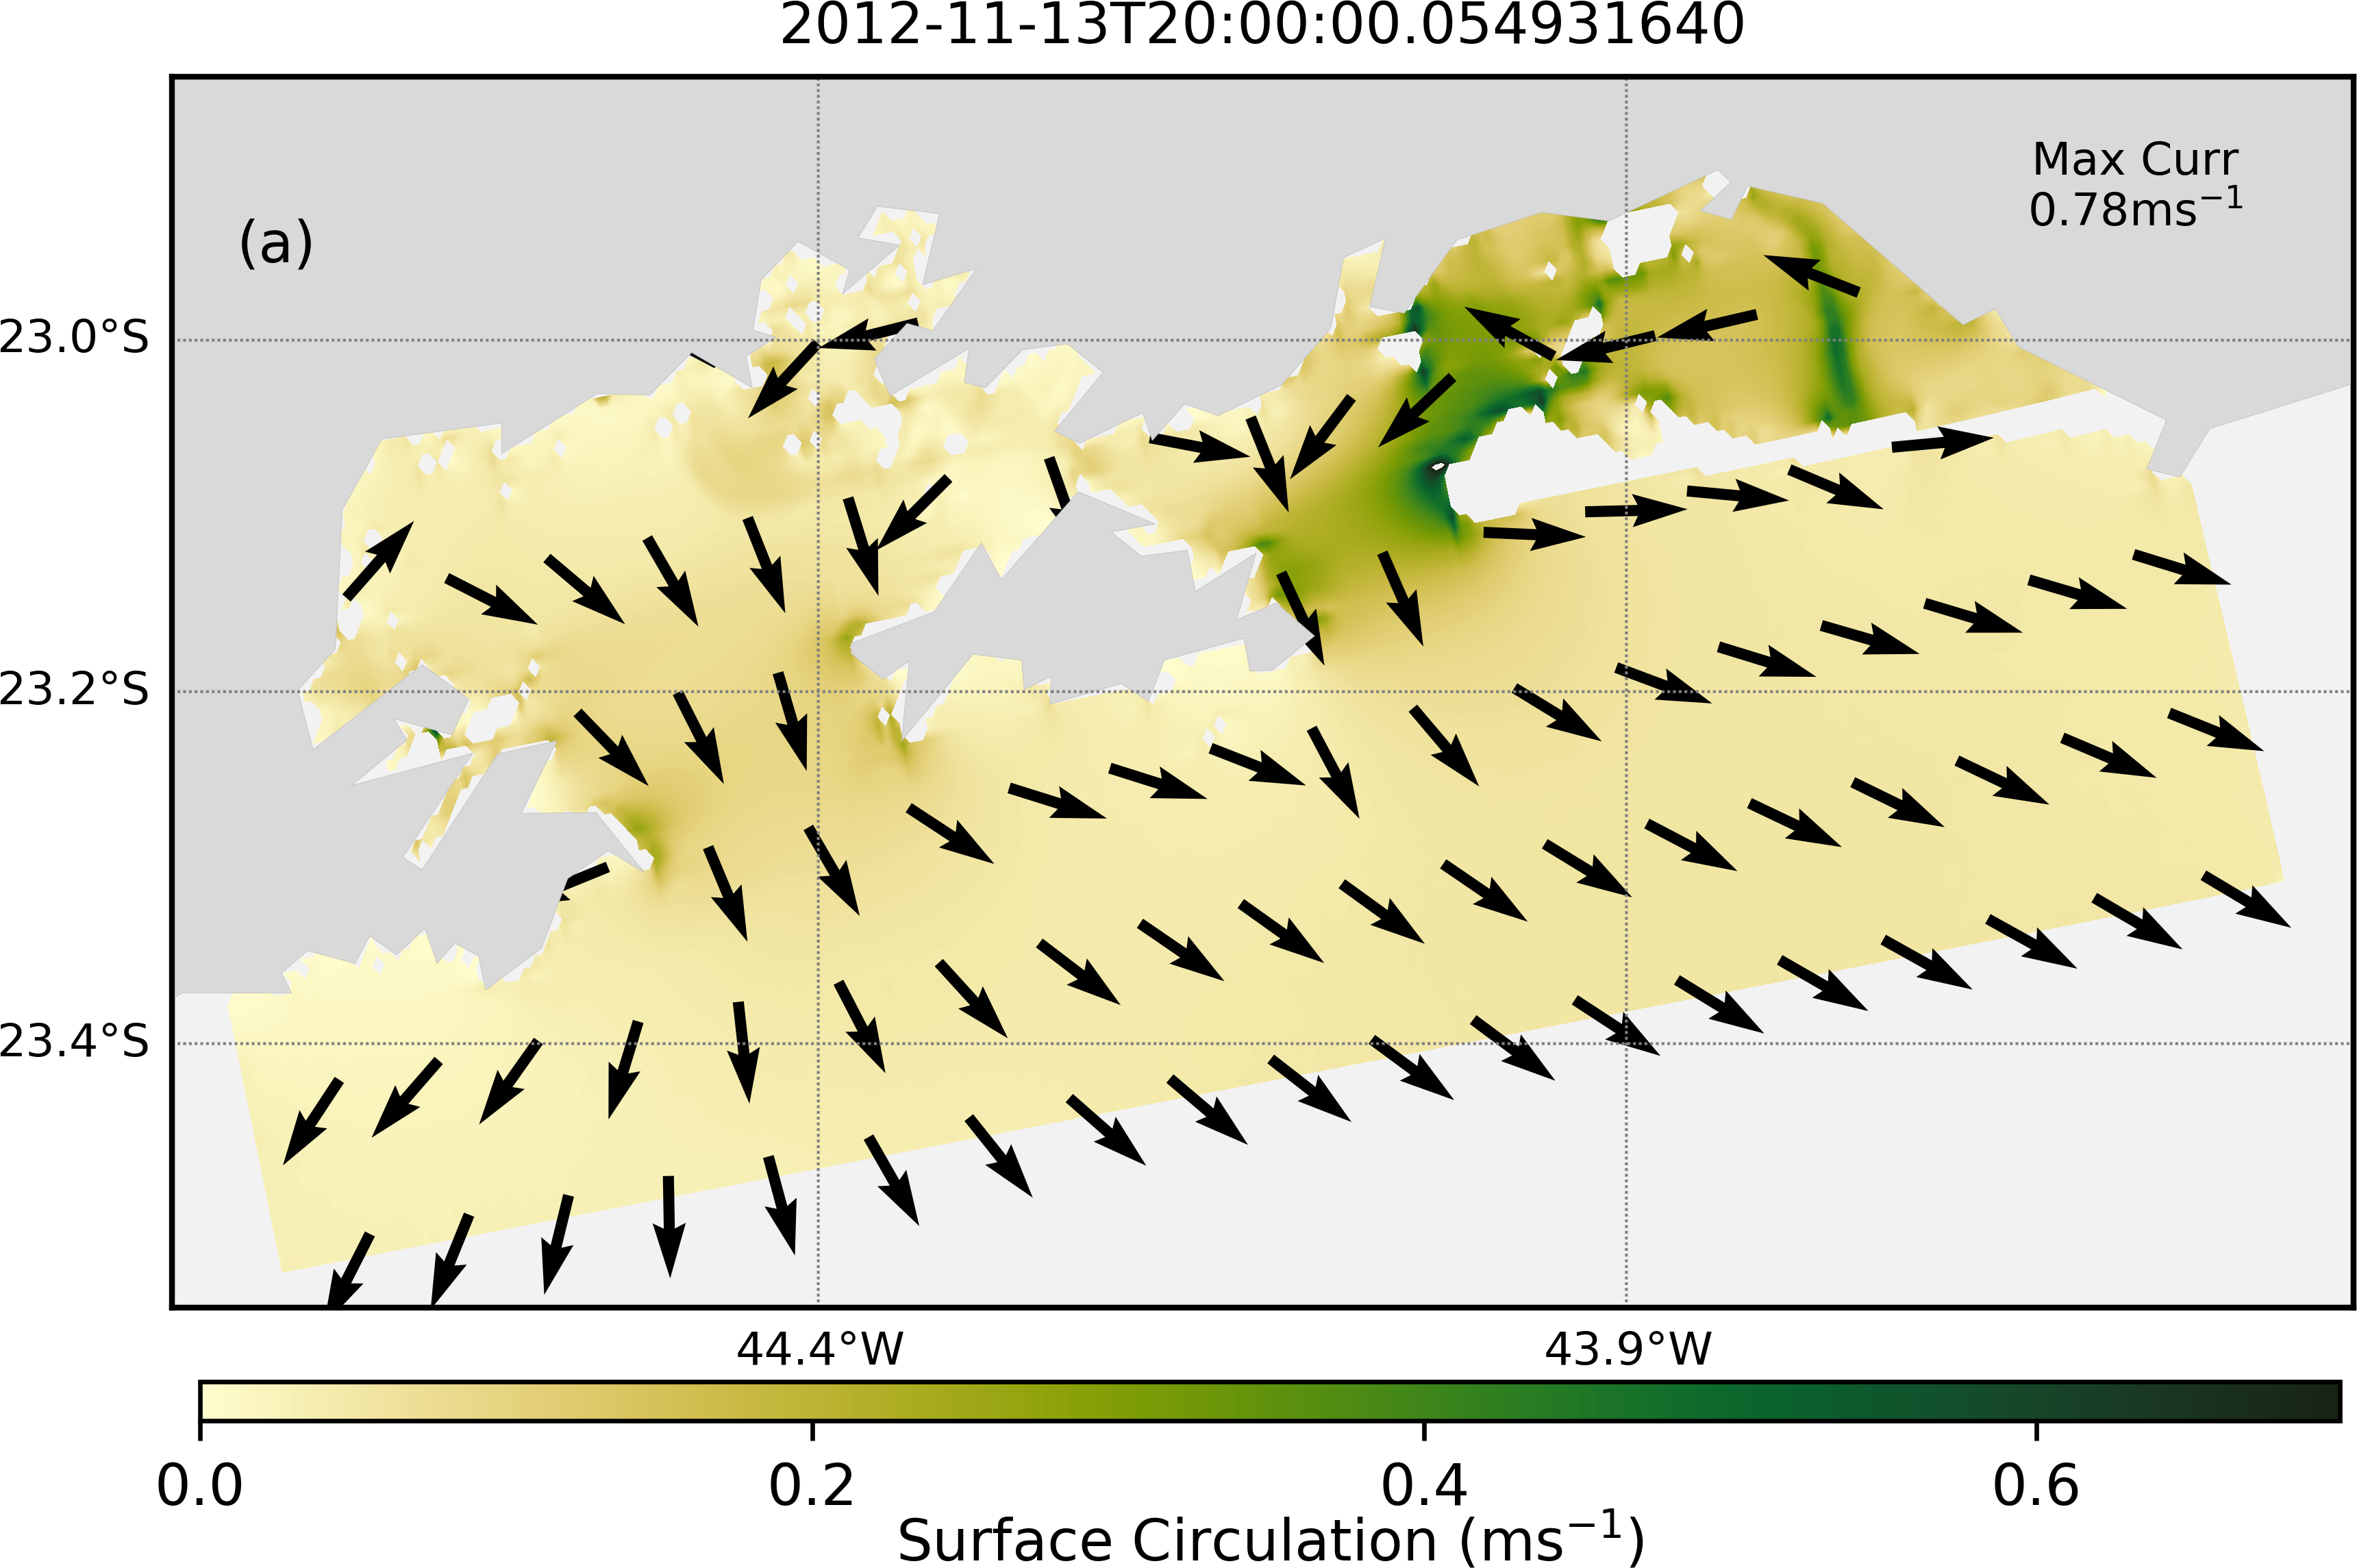 2012-11-13T20:00:00.054931640
Max Curr
0.78ms⁻¹
(a)
23.0°S
23.2°S
23.4°S
44.4°W
43.9°W
0.0
0.2
0.4
0.6
Surface Circulation (ms⁻¹)